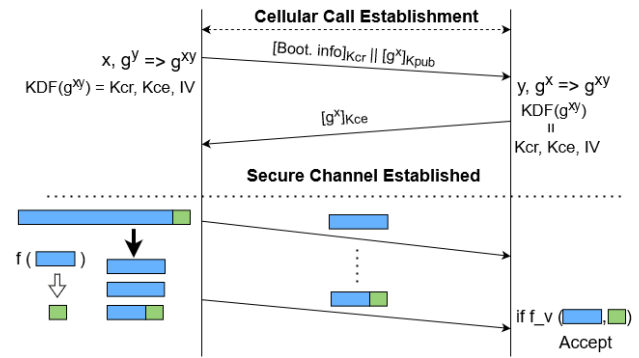 Cellular Call Establishment
[Boot. info]Kcr || [g^x]Kpub
x, g^y => g^xy
KDF(g^xy) = Kcr, Kce, IV
y, g^x => g^xy
KDF(g^xy)
=
Kcr, Kce, IV
[g^x]Kce
Secure Channel Established
f ( )
if f_v ( , )
Accept